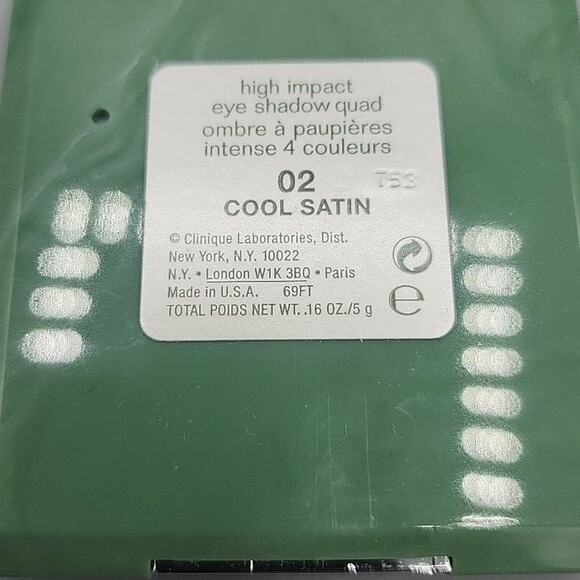 high impact
eye shadow quad
ombre à paupières
intense 4 couleurs
02 T53
COOL SATIN
© Clinique Laboratories, Dist.
New York, N.Y. 10022
N.Y. • London W1K 3BQ • Paris
Made in U.S.A. 69FT
TOTAL POIDS NET WT. .16 OZ./5 g
e